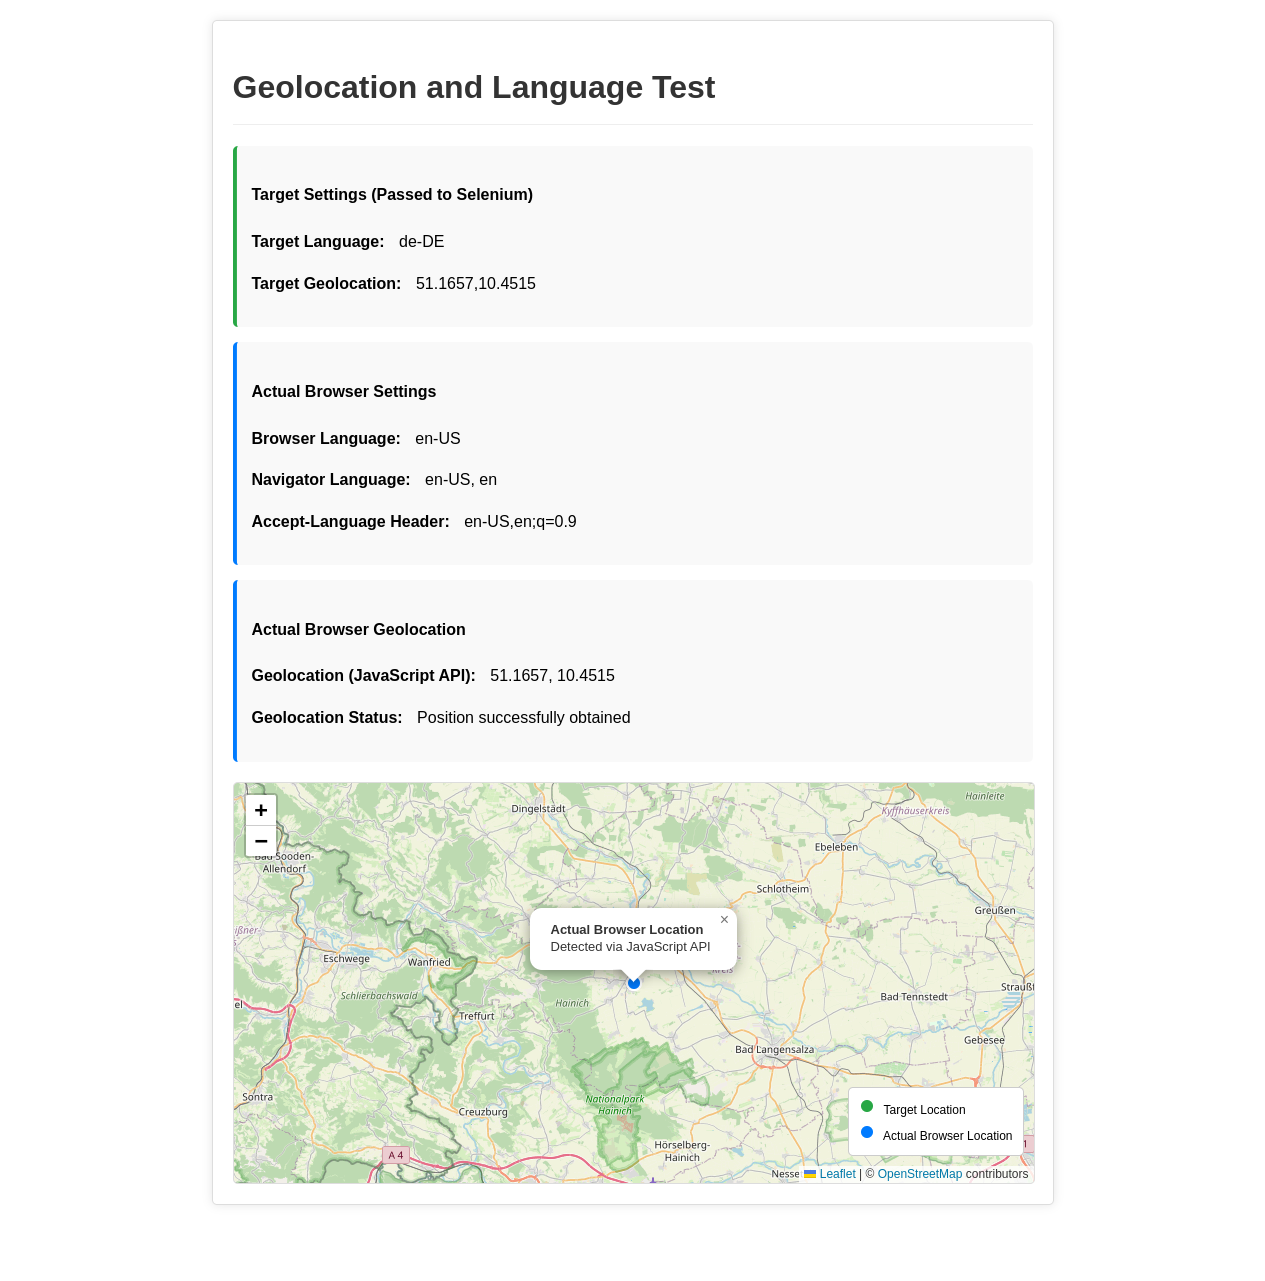 Geolocation and Language Test
Target Settings (Passed to Selenium)
Target Language: de-DE
Target Geolocation: 51.1657,10.4515
Actual Browser Settings
Browser Language: en-US
Navigator Language: en-US, en
Accept-Language Header: en-US,en;q=0.9
Actual Browser Geolocation
Geolocation (JavaScript API): 51.1657, 10.4515
Geolocation Status: Position successfully obtained
+
−
Dingelstädt
Hainleite
Kyffhäuserkreis
Ebeleben
Bad Sooden-
Allendorf
Schlotheim
Greußen
Actual Browser Location
×
Detected via JavaScript API
Eschwege
Wanfried
Kreis
Schlierbachswald
Hainich
Bad Tennstedt
Treffurt
Bad Langensalza
Gebesee
Sontra
Nationalpark
Hainich
Creuzburg
Target Location
Actual Browser Location
Hörselberg-
Hainich
A 4
Nesse
Leaflet | © OpenStreetMap contributors